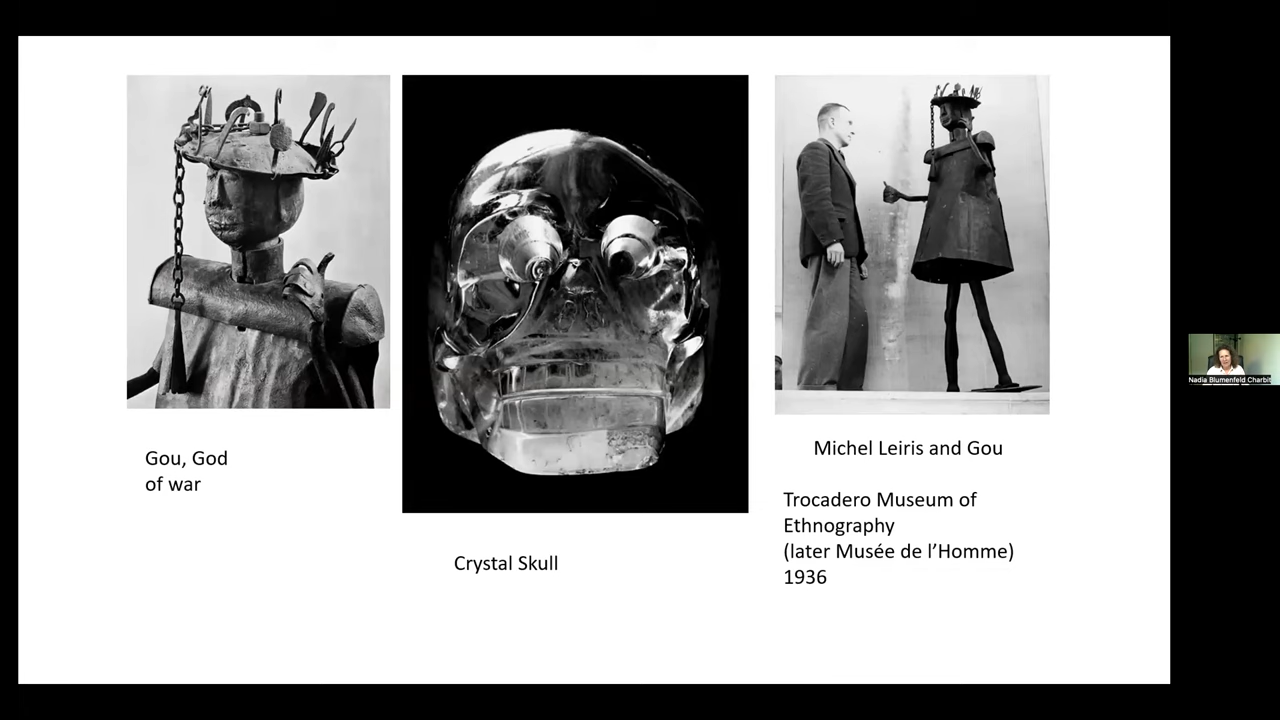 Gou, God
of war
Crystal Skull
Michel Leiris and Gou
Trocadero Museum of
Ethnography
(later Musée de l’Homme)
1936
Nadia Blumenfeld Charbit